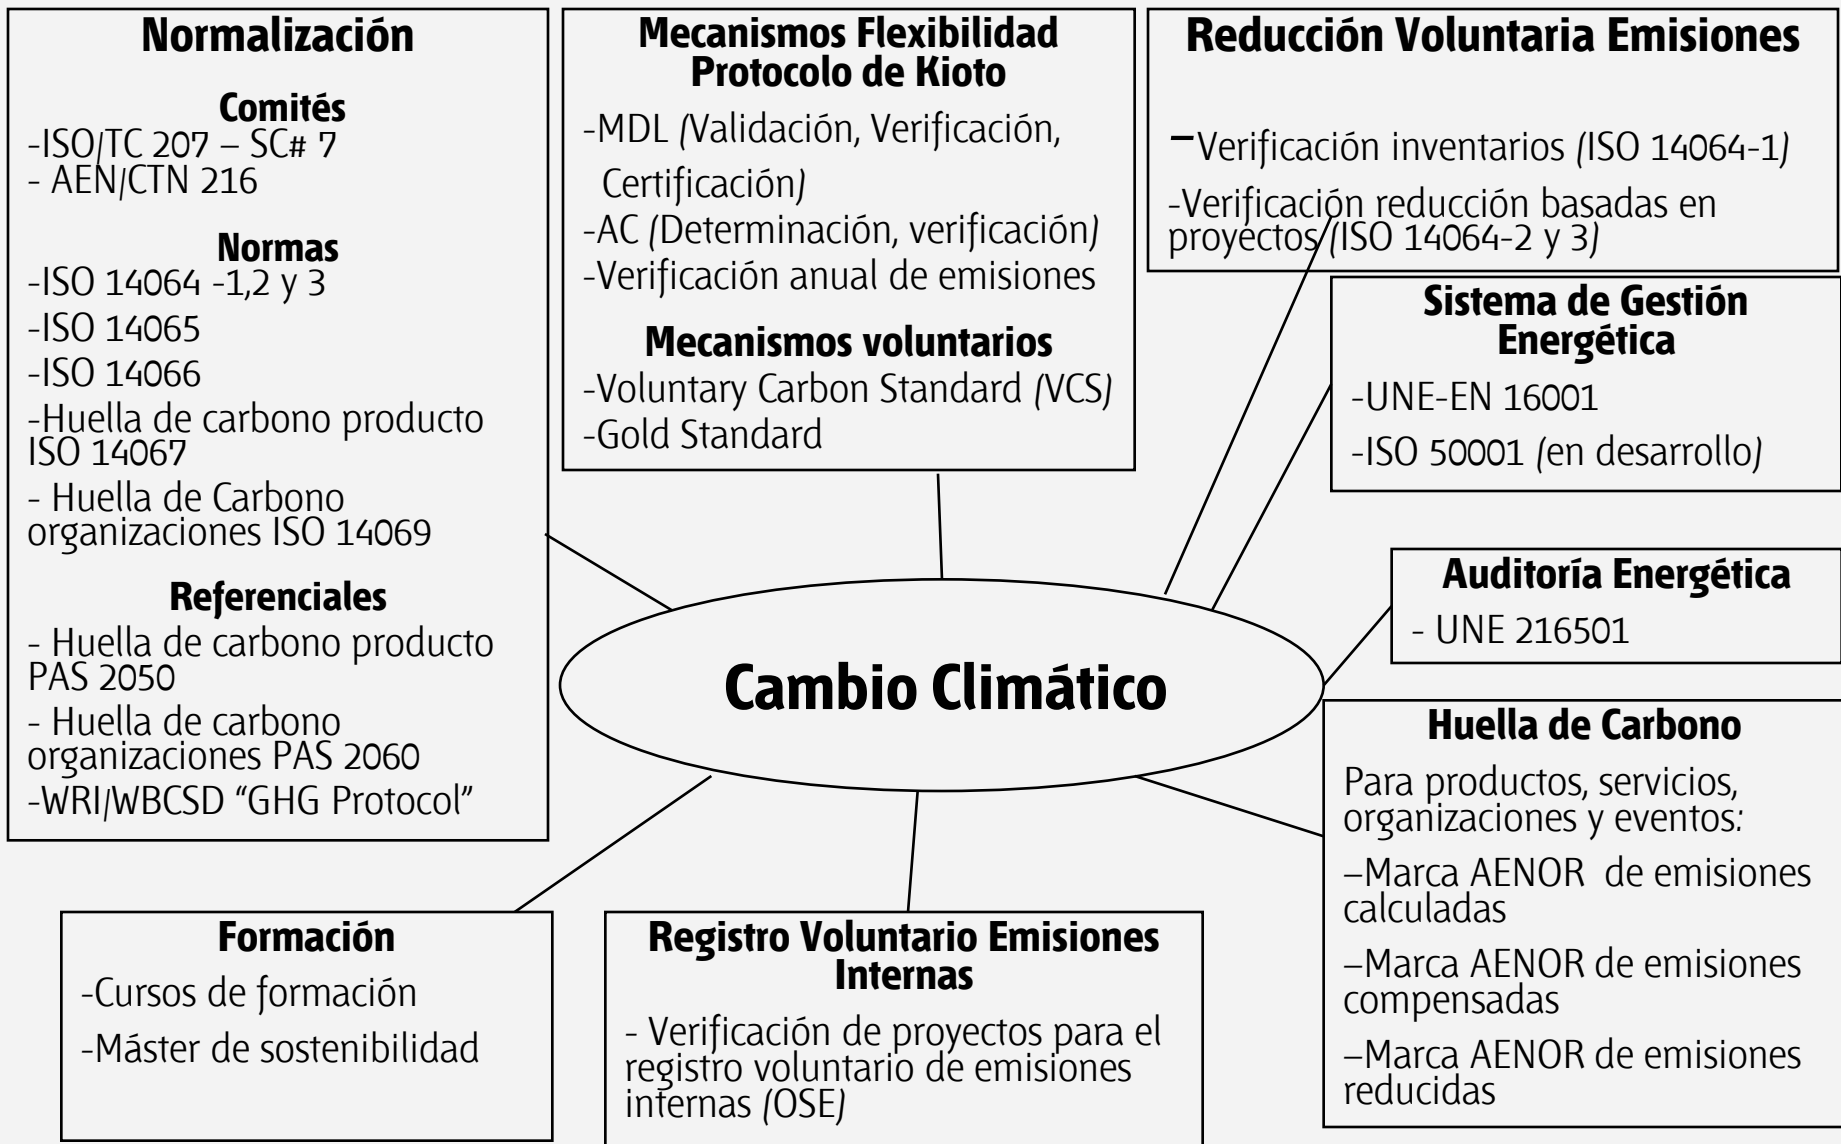 Normalización
Comités
-ISO/TC 207 – SC# 7
- AEN/CTN 216
Normas
-ISO 14064 -1,2 y 3
-ISO 14065
-ISO 14066
-Huella de carbono producto
ISO 14067
- Huella de Carbono
organizaciones ISO 14069
Referenciales
- Huella de carbono producto
PAS 2050
- Huella de carbono
organizaciones PAS 2060
-WRI/WBCSD “GHG Protocol”
Mecanismos Flexibilidad
Protocolo de Kioto
-MDL (Validación, Verificación,
Certificación)
-AC (Determinación, verificación)
-Verificación anual de emisiones
Mecanismos voluntarios
-Voluntary Carbon Standard (VCS)
-Gold Standard
Reducción Voluntaria Emisiones
–Verificación inventarios (ISO 14064-1)
-Verificación reducción basadas en
proyectos (ISO 14064-2 y 3)
Sistema de Gestión
Energética
-UNE-EN 16001
-ISO 50001 (en desarrollo)
Auditoría Energética
- UNE 216501
Cambio Climático
Huella de Carbono
Para productos, servicios,
organizaciones y eventos:
–Marca AENOR de emisiones
calculadas
–Marca AENOR de emisiones
compensadas
–Marca AENOR de emisiones
reducidas
Formación
-Cursos de formación
-Máster de sostenibilidad
Registro Voluntario Emisiones
Internas
- Verificación de proyectos para el
registro voluntario de emisiones
internas (OSE)